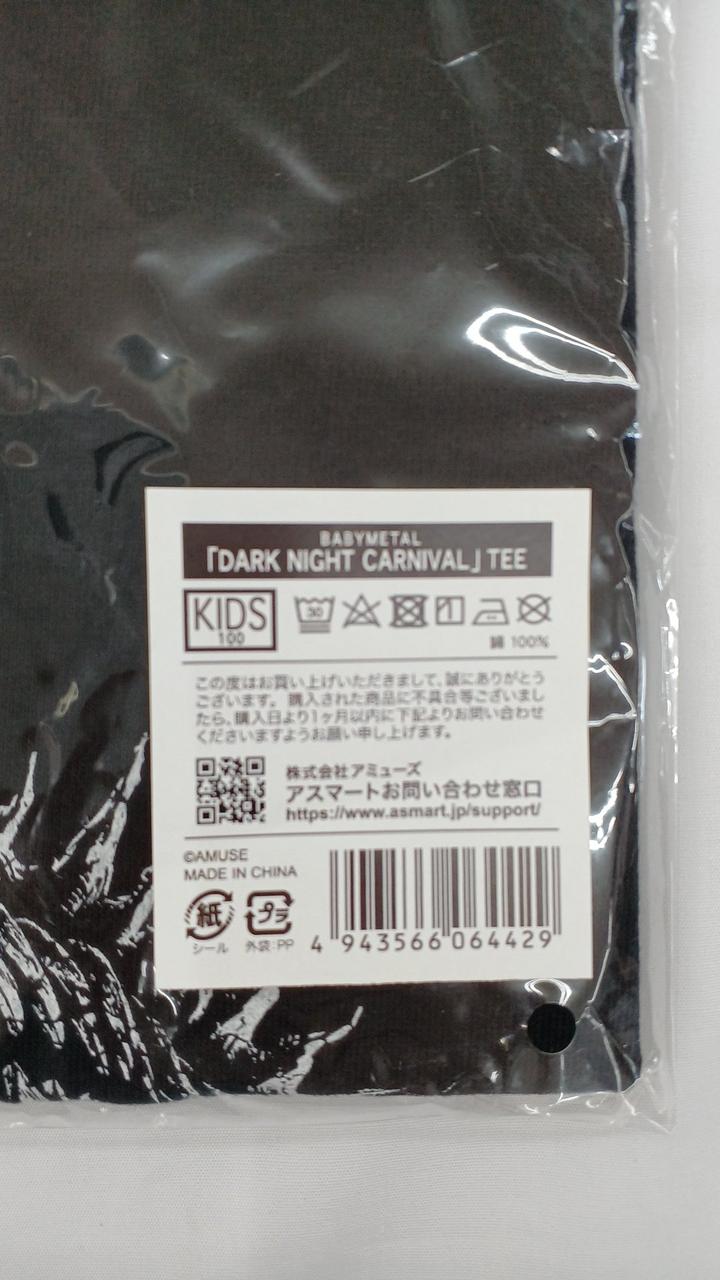 BABYMETAL
「DARK NIGHT CARNIVAL」TEE
KIDS
100
30
綿 100%
この度はお買い上げいただきまして、誠にありがとう
ございます。購入された商品に不具合等ございまし
たら、購入日より1ヶ月以内に下記よりお問い合わせ
くださいますようお願い申し上げます。
株式会社アミューズ
アスマートお問い合わせ窓口
https://www.asmart.jp/support/
©AMUSE
MADE IN CHINA
紙
プラ
シール
外袋:PP
4 943566 064429